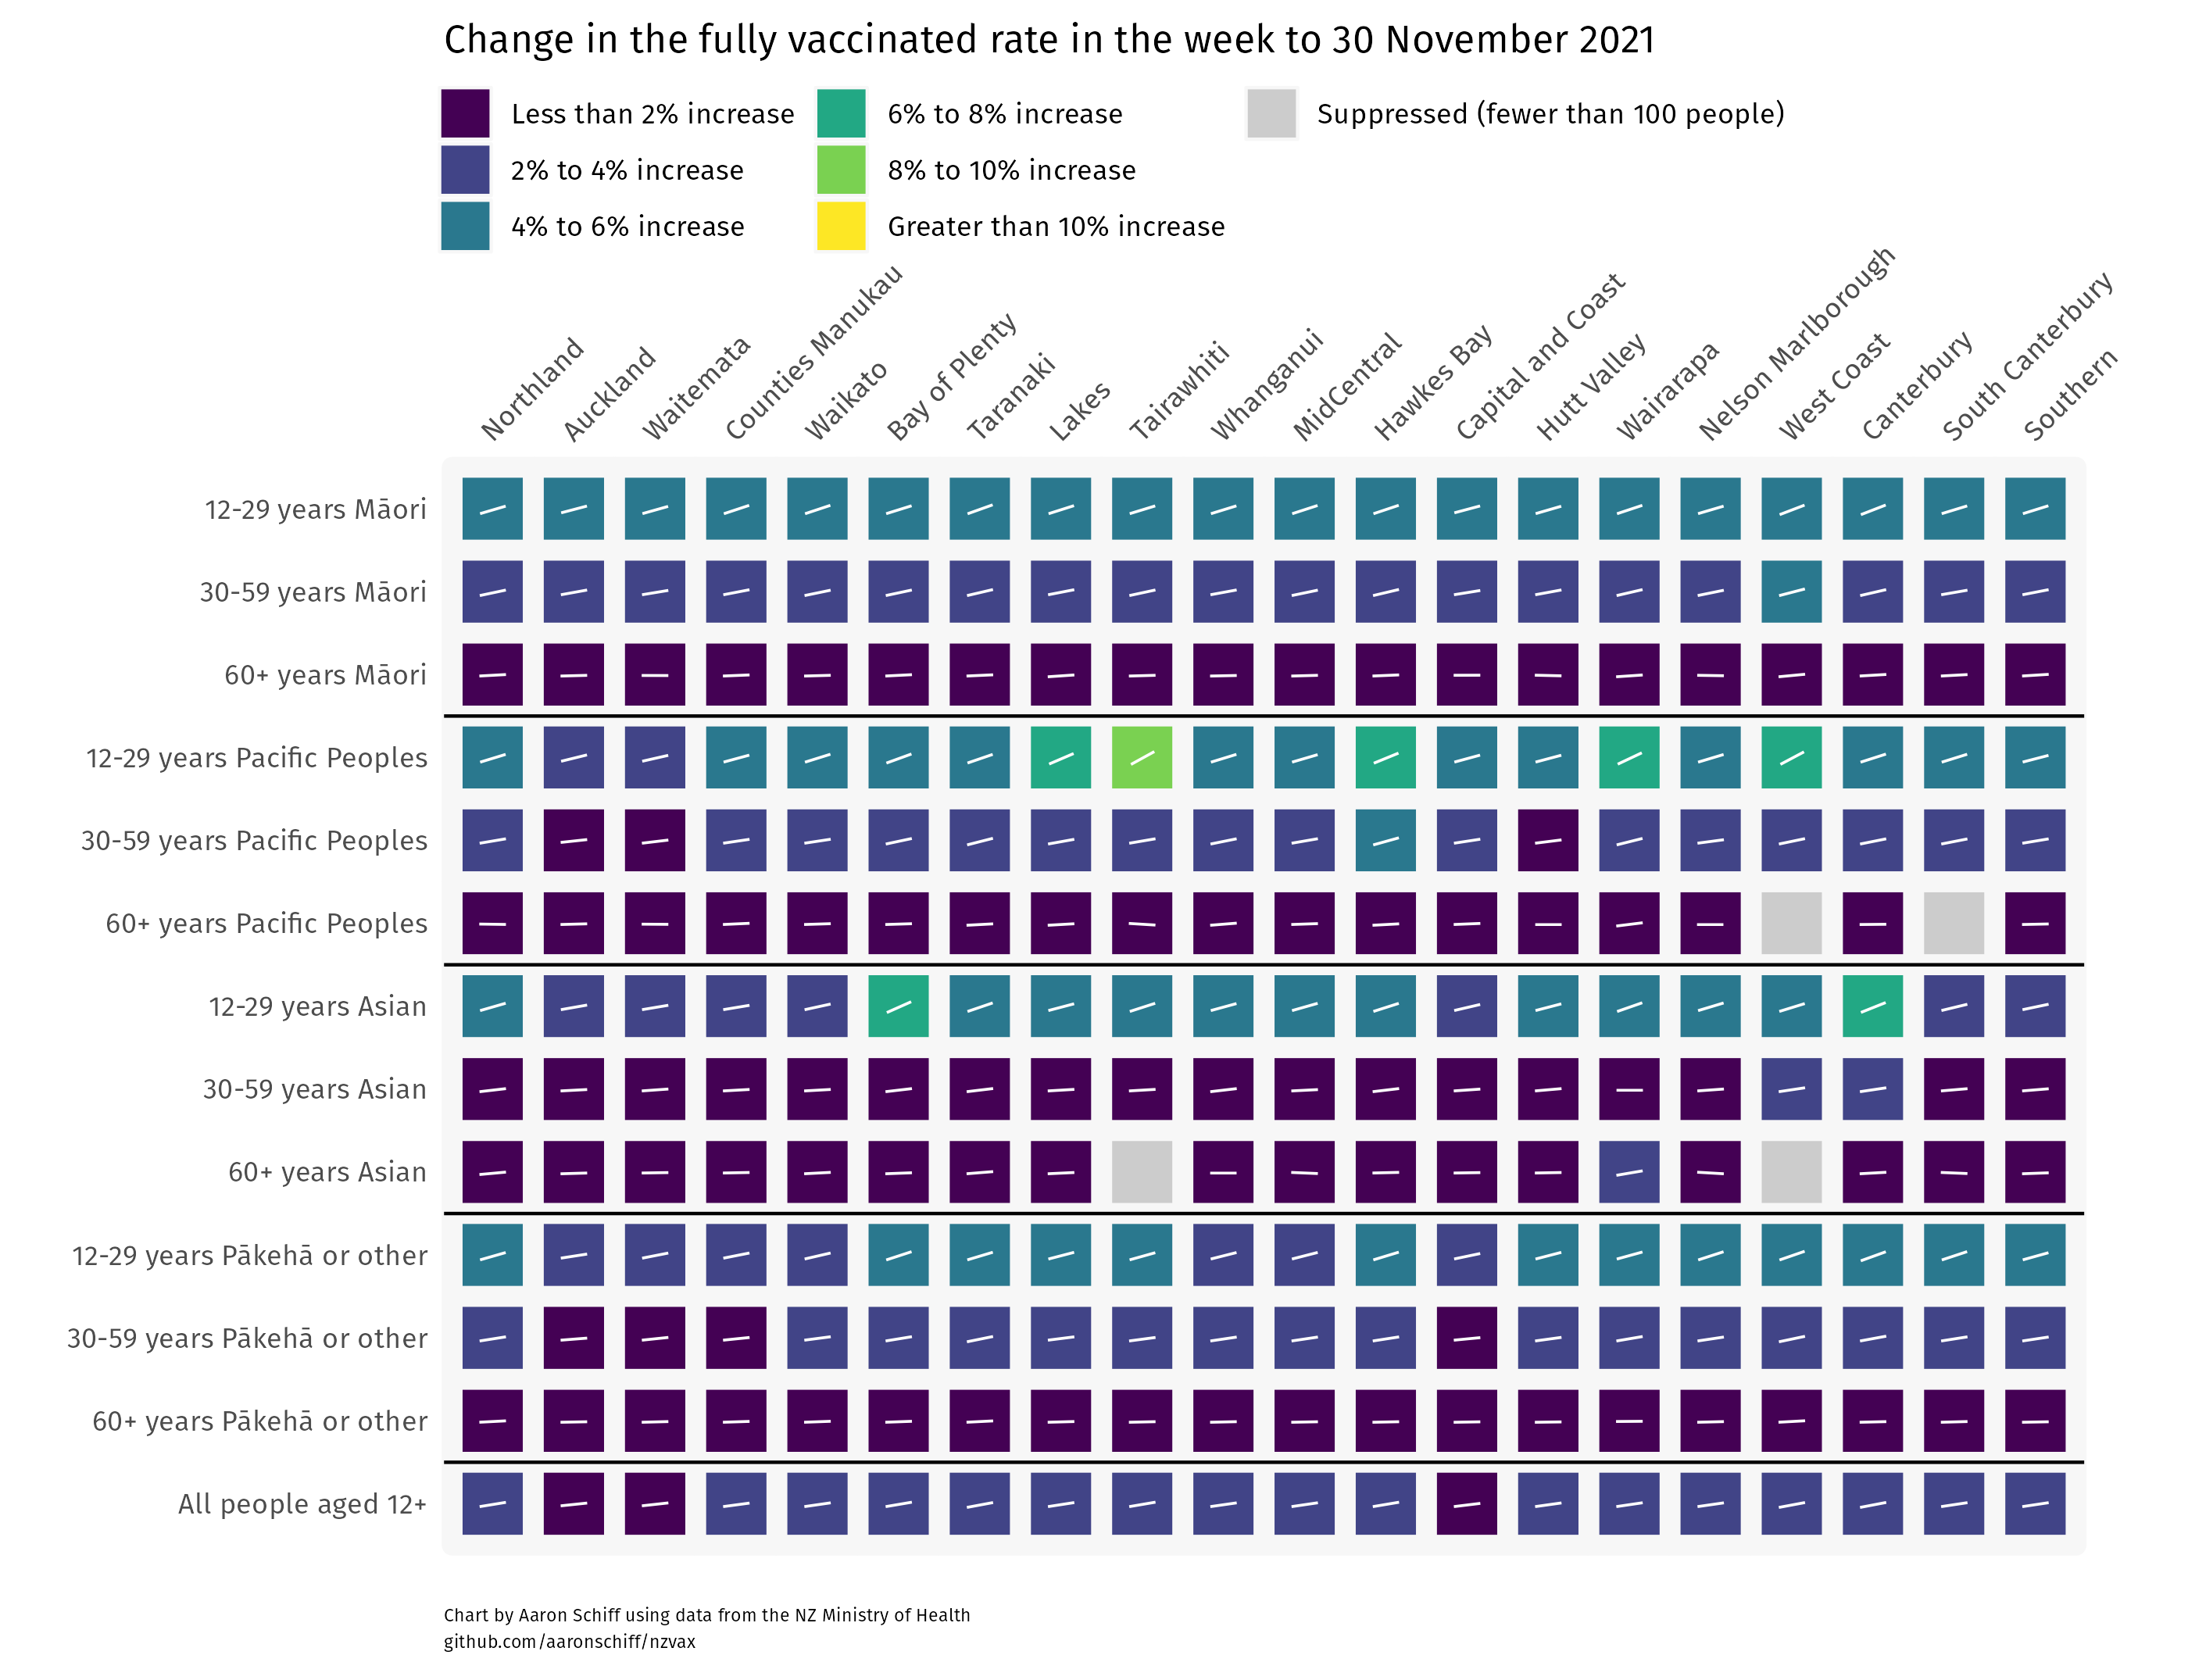 Change in the fully vaccinated rate in the week to 30 November 2021
Less than 2% increase
2% to 4% increase
4% to 6% increase
6% to 8% increase
8% to 10% increase
Greater than 10% increase
Suppressed (fewer than 100 people)
Northland
Auckland
Waitemata
Counties Manukau
Waikato
Bay of Plenty
Taranaki
Lakes
Tairawhiti
Whanganui
MidCentral
Hawkes Bay
Capital and Coast
Hutt Valley
Wairarapa
Nelson Marlborough
West Coast
Canterbury
South Canterbury
Southern
12-29 years Māori
30-59 years Māori
60+ years Māori
12-29 years Pacific Peoples
30-59 years Pacific Peoples
60+ years Pacific Peoples
12-29 years Asian
30-59 years Asian
60+ years Asian
12-29 years Pākehā or other
30-59 years Pākehā or other
60+ years Pākehā or other
All people aged 12+
Chart by Aaron Schiff using data from the NZ Ministry of Health
github.com/aaronschiff/nzvax